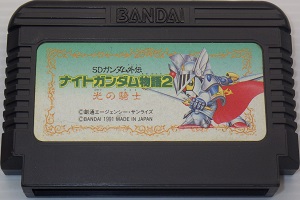 BANDAI
SDガンダム外伝
ナイトガンダム物語2
光の騎士
©創通エージェンシー・サンライズ
©BANDAI 1991 MADE IN JAPAN